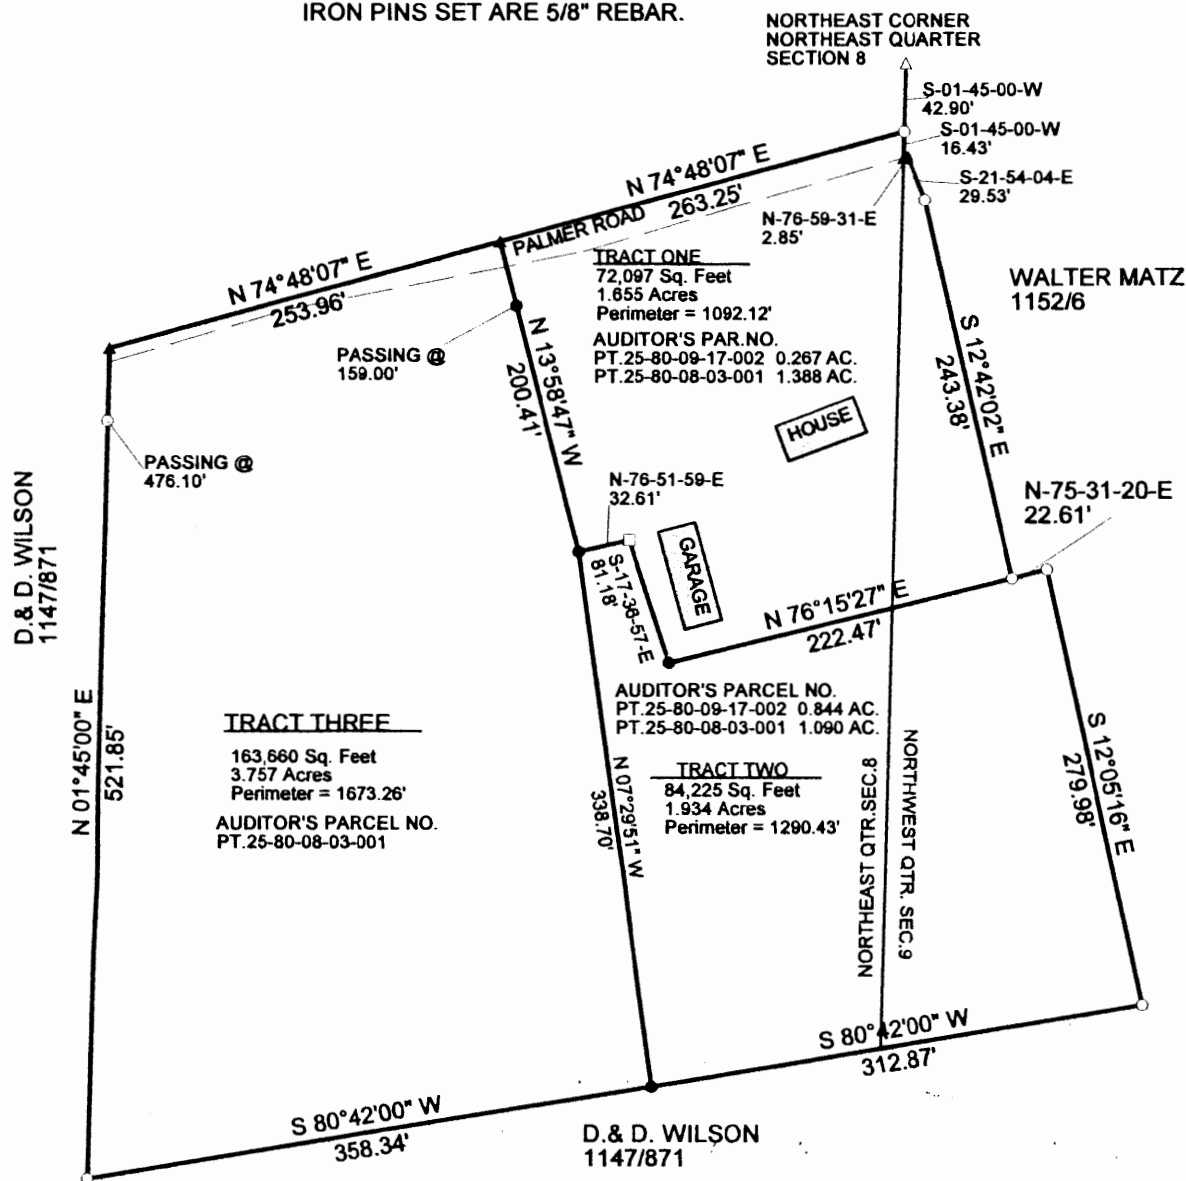 IRON PINS SET ARE 5/8" REBAR.
NORTHEAST CORNER
NORTHEAST QUARTER
SECTION 8
S-01-45-00-W
42.90'
S-01-45-00-W
16.43'
S-21-54-04-E
29.53'
N 74°48'07" E
263.25'
PALMER ROAD
N-76-59-31-E
2.85'
N 74°48'07" E
253.96'
TRACT ONE
72,097 Sq. Feet
1.655 Acres
Perimeter = 1092.12'
AUDITOR'S PAR.NO.
PT.25-80-09-17-002 0.267 AC.
PT.25-80-08-03-001 1.388 AC.
WALTER MATZ
1152/6
PASSING @
159.00'
N 13°58'47" W
200.41'
S 12°42'02" E
243.38'
HOUSE
PASSING @
476.10'
N-76-51-59-E
32.61'
N-75-31-20-E
22.61'
D.& D. WILSON
1147/871
GARAGE
S-17-36-57-E
81.18'
N 76°15'27" E
222.47'
N 01°45'00" E
521.85'
TRACT THREE
163,660 Sq. Feet
3.757 Acres
Perimeter = 1673.26'
AUDITOR'S PARCEL NO.
PT.25-80-08-03-001
AUDITOR'S PARCEL NO.
PT.25-80-09-17-002 0.844 AC.
PT.25-80-08-03-001 1.090 AC.
TRACT TWO
84,225 Sq. Feet
1.934 Acres
Perimeter = 1290.43'
N 07°29'51" W
338.70'
NORTHEAST QTR.SEC.8
NORTHWEST QTR. SEC.9
S 12°05'16" E
279.98'
S 80°42'00" W
312.87'
S 80°42'00" W
358.34'
D.& D. WILSON
1147/871